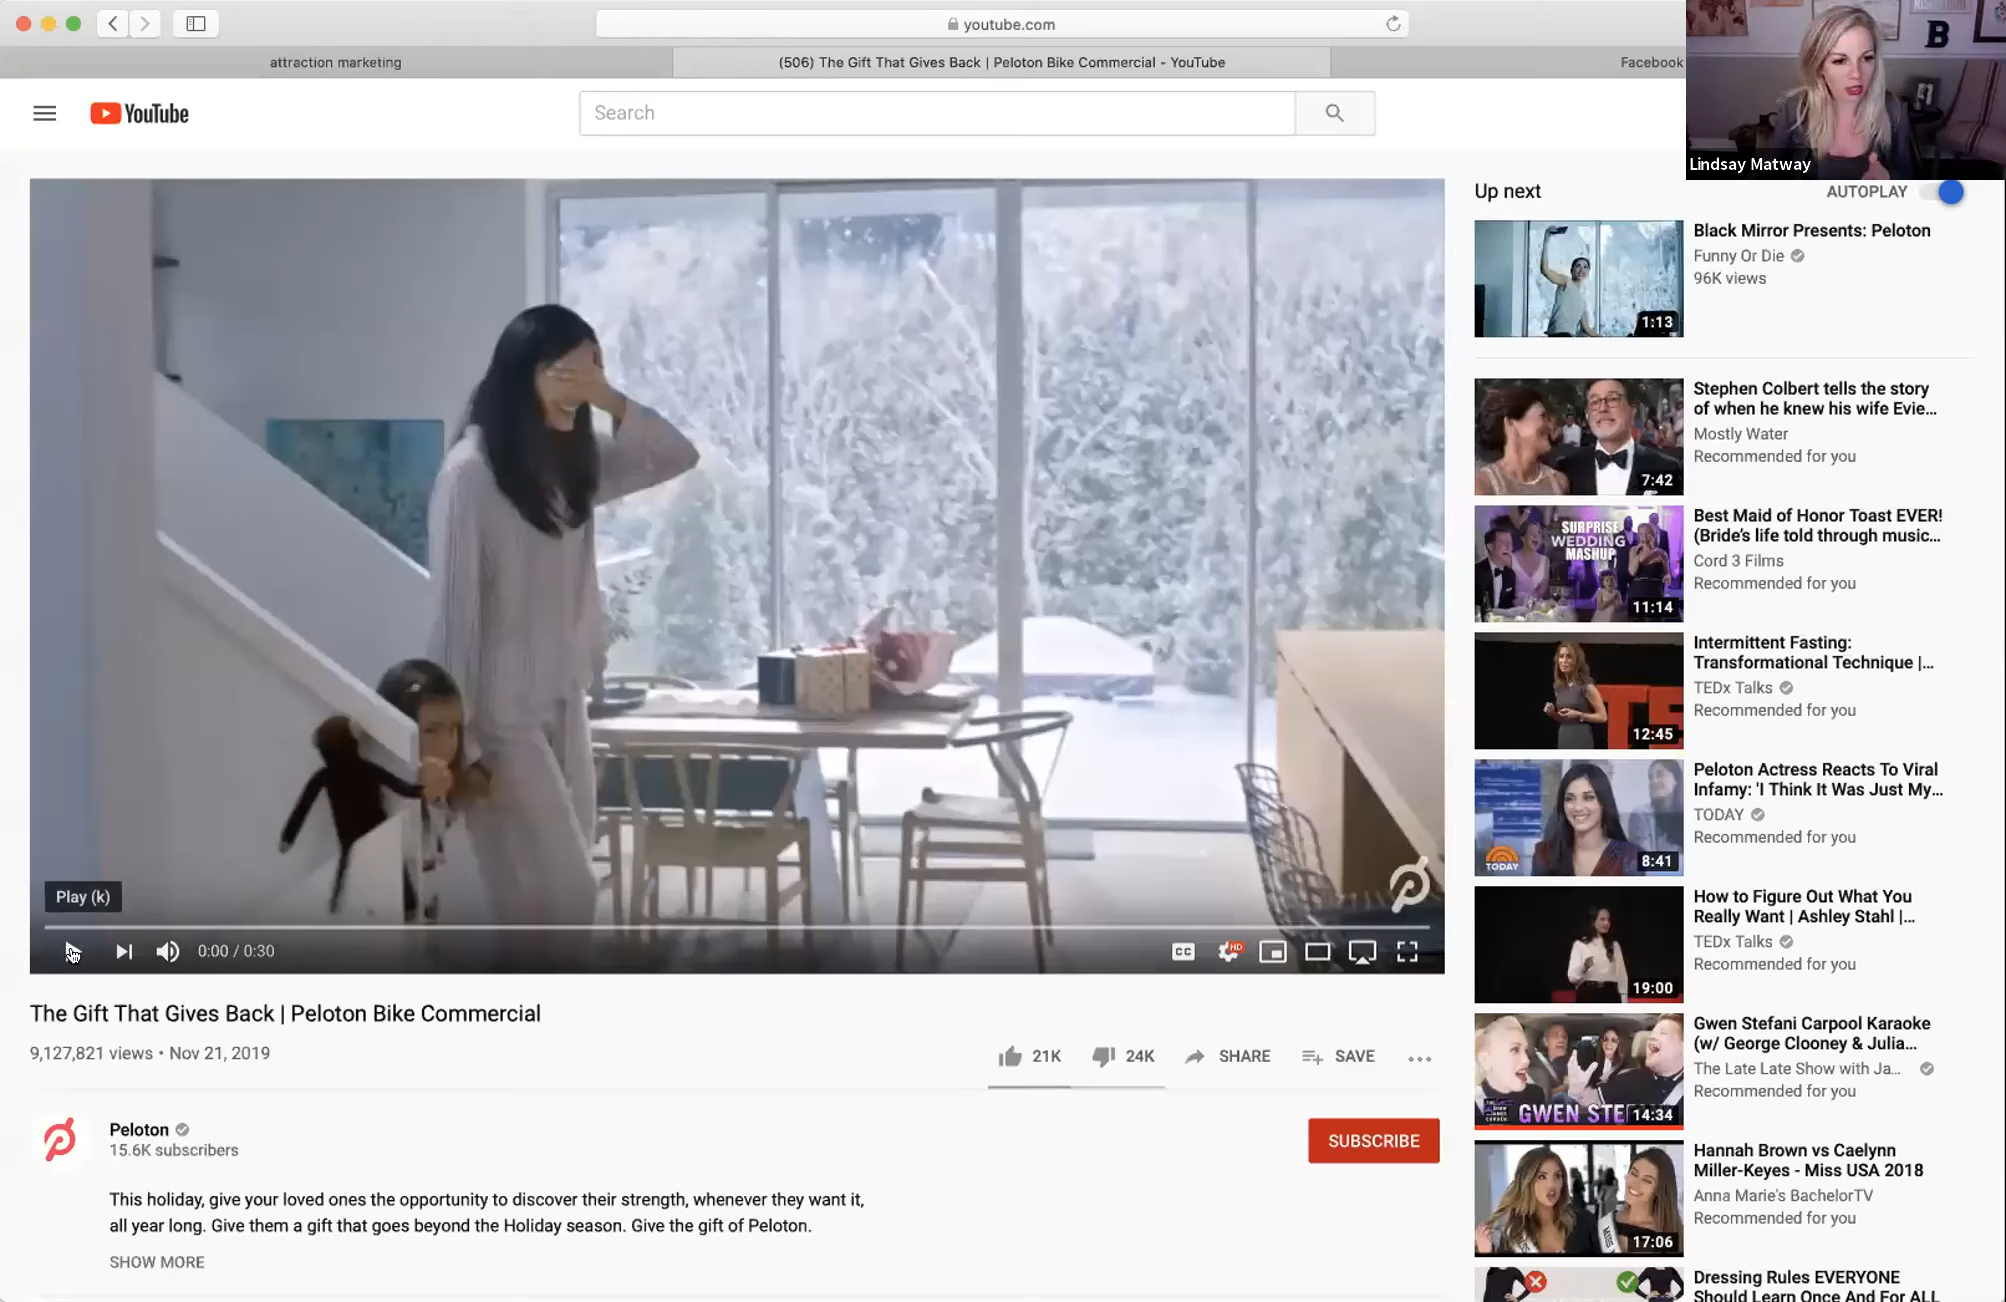 youtube.com
attraction marketing
(506) The Gift That Gives Back | Peloton Bike Commercial - YouTube
Facebook
B
Lindsay Matway
YouTube
Search
Up next
AUTOPLAY
Black Mirror Presents: Peloton
Funny Or Die
96K views
1:13
Stephen Colbert tells the story
of when he knew his wife Evie...
Mostly Water
Recommended for you
7:42
SURPRISE
WEDDING
MASHUP
Best Maid of Honor Toast EVER!
(Bride's life told through music...
Cord 3 Films
Recommended for you
11:14
Intermittent Fasting:
Transformational Technique |...
TEDx Talks
Recommended for you
12:45
Peloton Actress Reacts To Viral
Infamy: 'I Think It Was Just My...
TODAY
Recommended for you
TODAY
8:41
How to Figure Out What You
Really Want | Ashley Stahl |...
TEDx Talks
Recommended for you
19:00
Gwen Stefani Carpool Karaoke
(w/ George Clooney & Julia...
The Late Late Show with Ja...
Recommended for you
GWEN STE
14:34
Hannah Brown vs Caelynn
Miller-Keyes - Miss USA 2018
Anna Marie's BachelorTV
Recommended for you
17:06
Dressing Rules EVERYONE
Should Learn Once And For ALL
Play (k)
0:00 / 0:30
CC
HD
The Gift That Gives Back | Peloton Bike Commercial
9,127,821 views • Nov 21, 2019
21K
24K
SHARE
SAVE
Peloton
15.6K subscribers
SUBSCRIBE
This holiday, give your loved ones the opportunity to discover their strength, whenever they want it,
all year long. Give them a gift that goes beyond the Holiday season. Give the gift of Peloton.
SHOW MORE